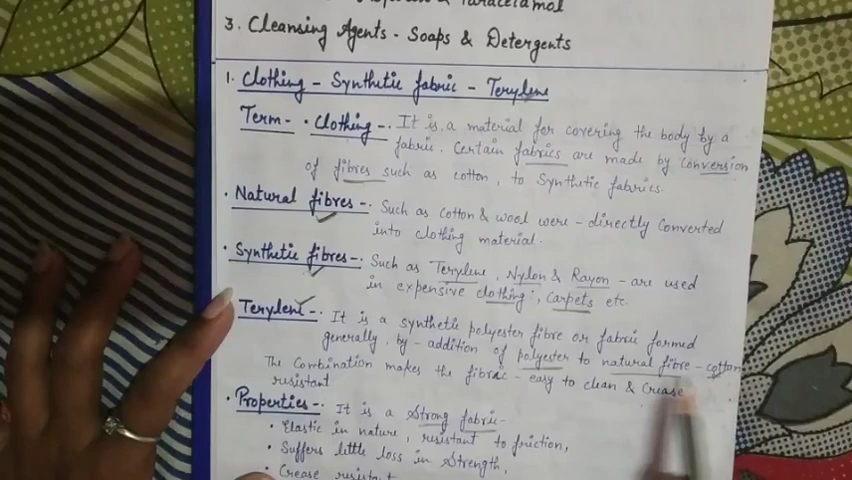 & Paracetamol
3. Cleansing Agents - Soaps & Detergents
1. Clothing - Synthetic fabric - Terylene
Term - • Clothing -. It is a material for covering the body by a
fabric. Certain fabrics are made by conversion
of fibres such as cotton, to Synthetic fabrics.
• Natural fibres -. Such as cotton & wool were - directly converted
into clothing material.
• Synthetic fibres -. Such as Terylene, Nylon & Rayon - are used
in expensive clothing, carpets etc.
• Terylene -. It is a synthetic polyester fibre or fabric formed
generally, by - addition of polyester to natural fibre - cotton
The Combination makes the fibric - easy to clean & Crease
resistant
• Properties -. It is a Strong fabric -
• Elastic in nature, resistant to friction,
• Suffers little loss in Strength,
• Crease resistant